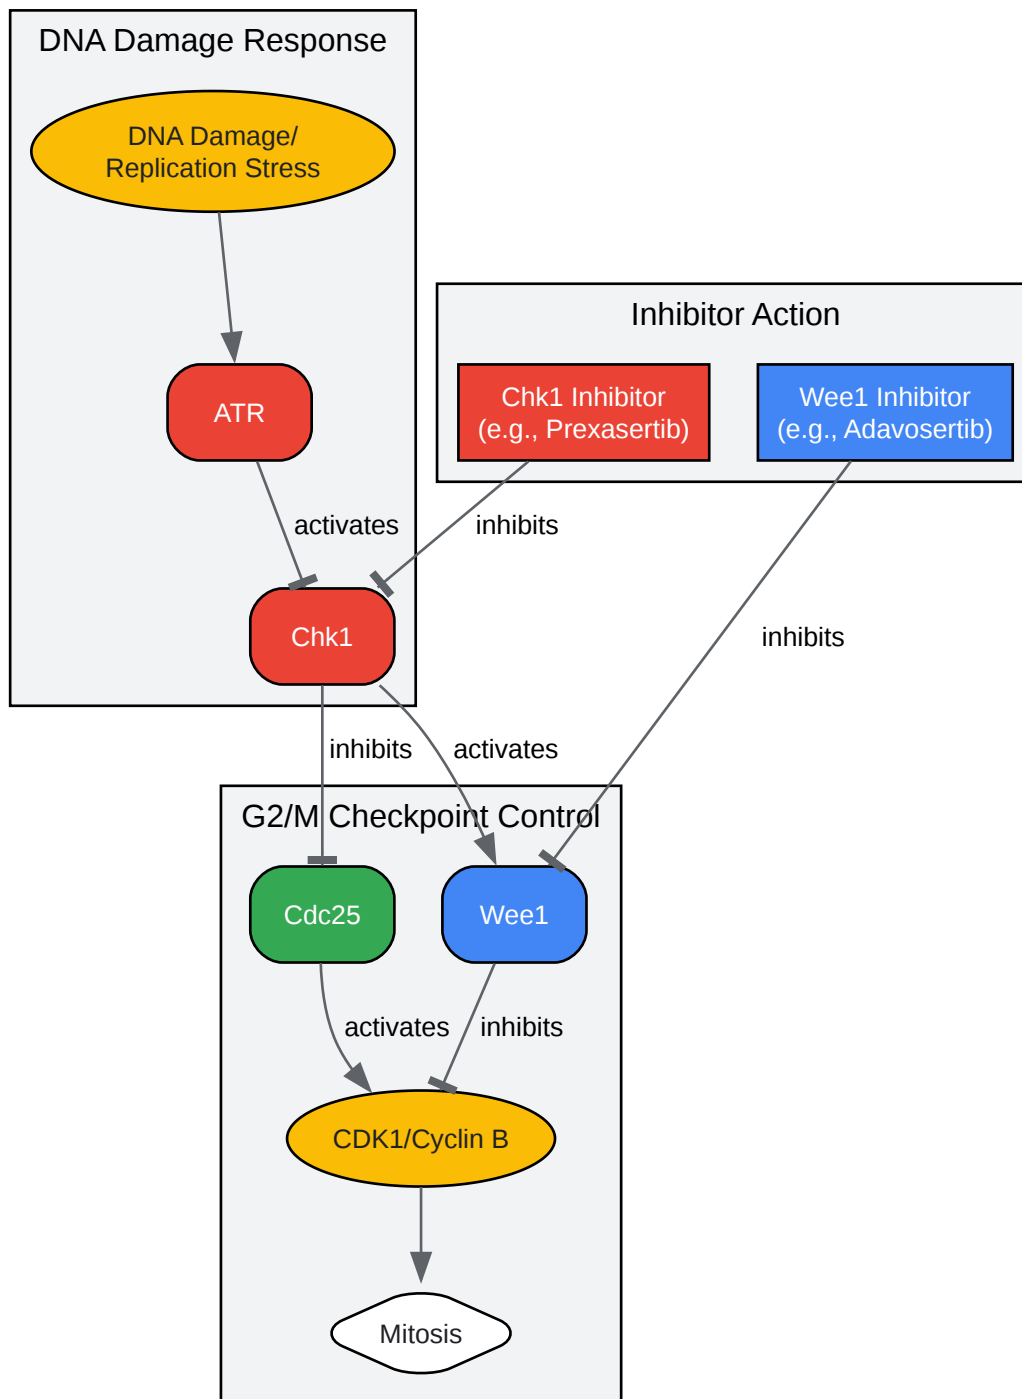 DNA Damage Response
DNA Damage/
Replication Stress
Inhibitor Action
ATR
Chk1 Inhibitor
(e.g., Prexasertib)
Wee1 Inhibitor
(e.g., Adavosertib)
activates
inhibits
Chk1
inhibits
inhibits
activates
G2/M Checkpoint Control
Cdc25
Wee1
activates
inhibits
CDK1/Cyclin B
Mitosis